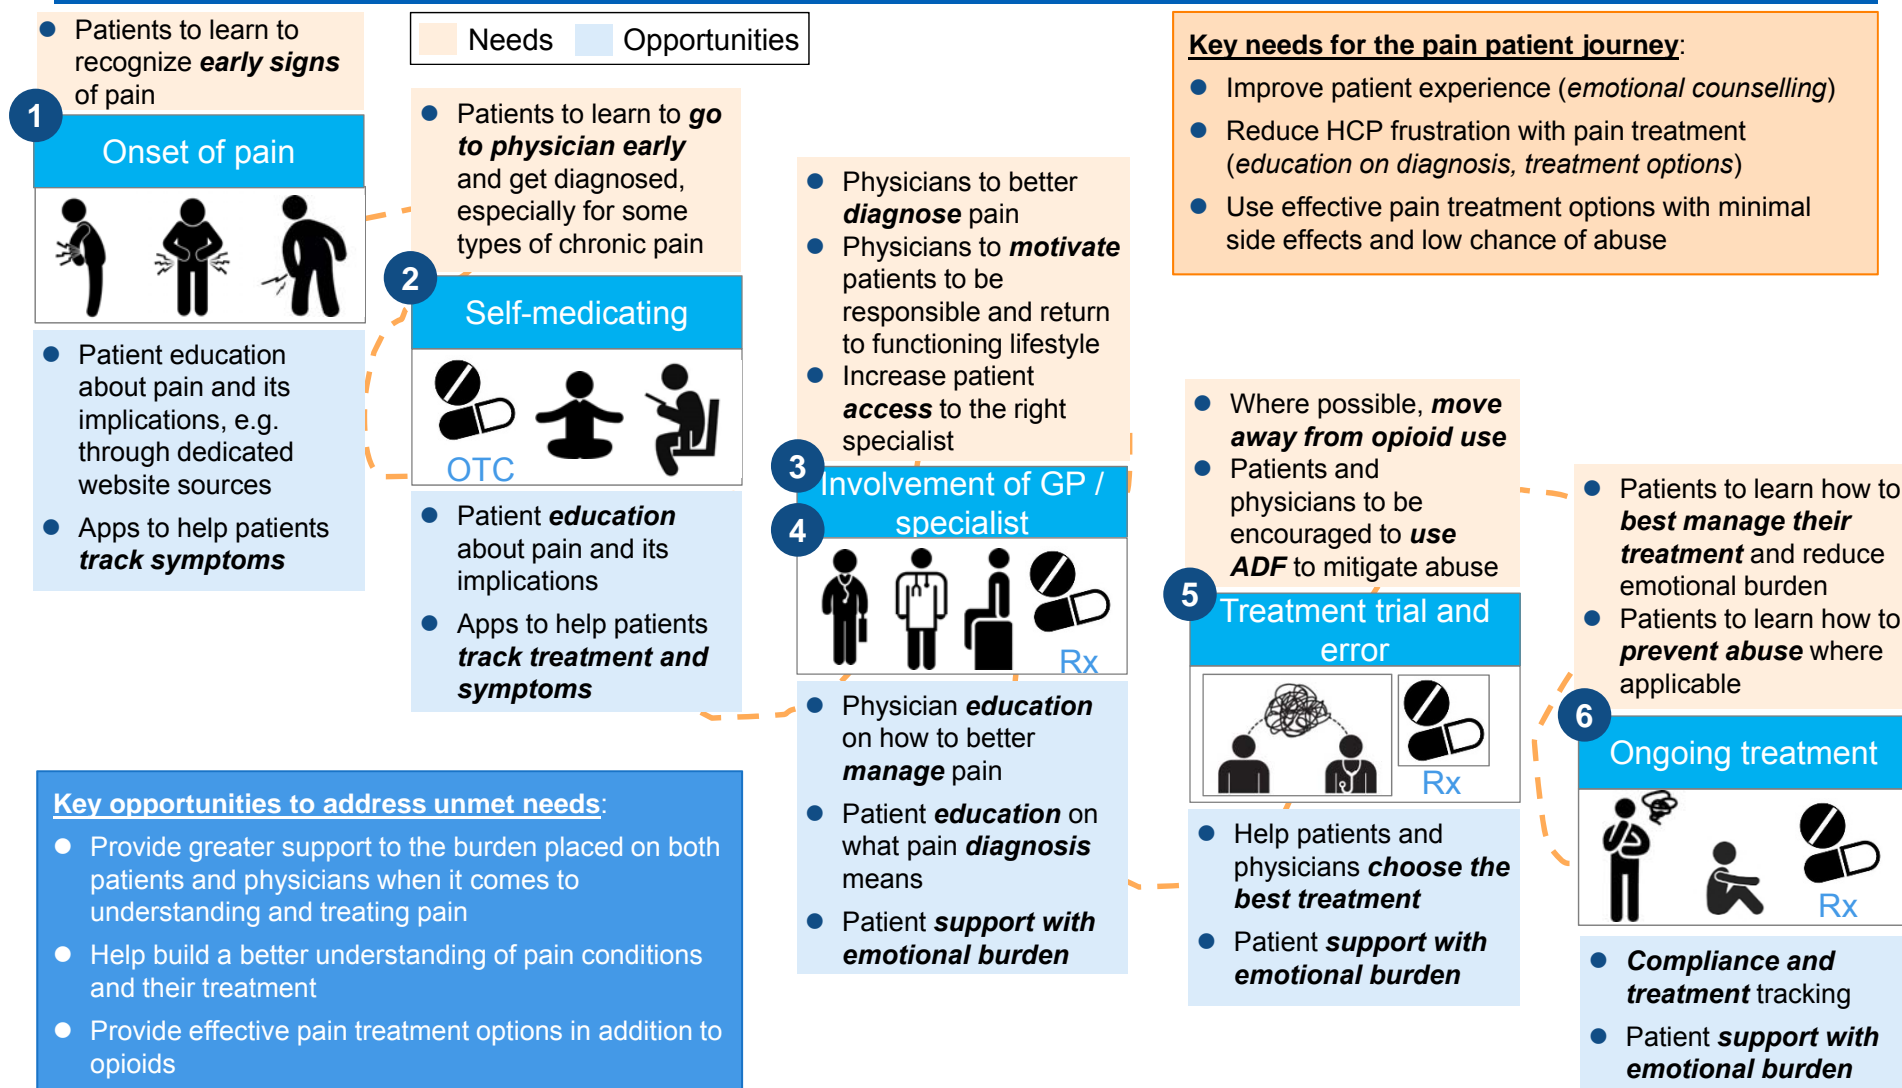 Needs
Opportunities
Patients to learn to
recognize early signs
of pain
1
Onset of pain
Patient education
about pain and its
implications, e.g.
through dedicated
website sources
Apps to help patients
track symptoms
Patients to learn to go
to physician early
and get diagnosed,
especially for some
types of chronic pain
2
Self-medicating
OTC
Patient education
about pain and its
implications
Apps to help patients
track treatment and
symptoms
Physicians to better
diagnose pain
Physicians to motivate
patients to be
responsible and return
to functioning lifestyle
Increase patient
access to the right
specialist
3
4
Involvement of GP /
specialist
Rx
Physician education
on how to better
manage pain
Patient education on
what pain diagnosis
means
Patient support with
emotional burden
Where possible, move
away from opioid use
Patients and
physicians to be
encouraged to use
ADF to mitigate abuse
5
Treatment trial and
error
Rx
Help patients and
physicians choose the
best treatment
Patient support with
emotional burden
Patients to learn how to
best manage their
treatment and reduce
emotional burden
Patients to learn how to
prevent abuse where
applicable
6
Ongoing treatment
Rx
Compliance and
treatment tracking
Patient support with
emotional burden
Key needs for the pain patient journey:
Improve patient experience (emotional counselling)
Reduce HCP frustration with pain treatment
(education on diagnosis, treatment options)
Use effective pain treatment options with minimal
side effects and low chance of abuse
Key opportunities to address unmet needs:
Provide greater support to the burden placed on both
patients and physicians when it comes to
understanding and treating pain
Help build a better understanding of pain conditions
and their treatment
Provide effective pain treatment options in addition to
opioids